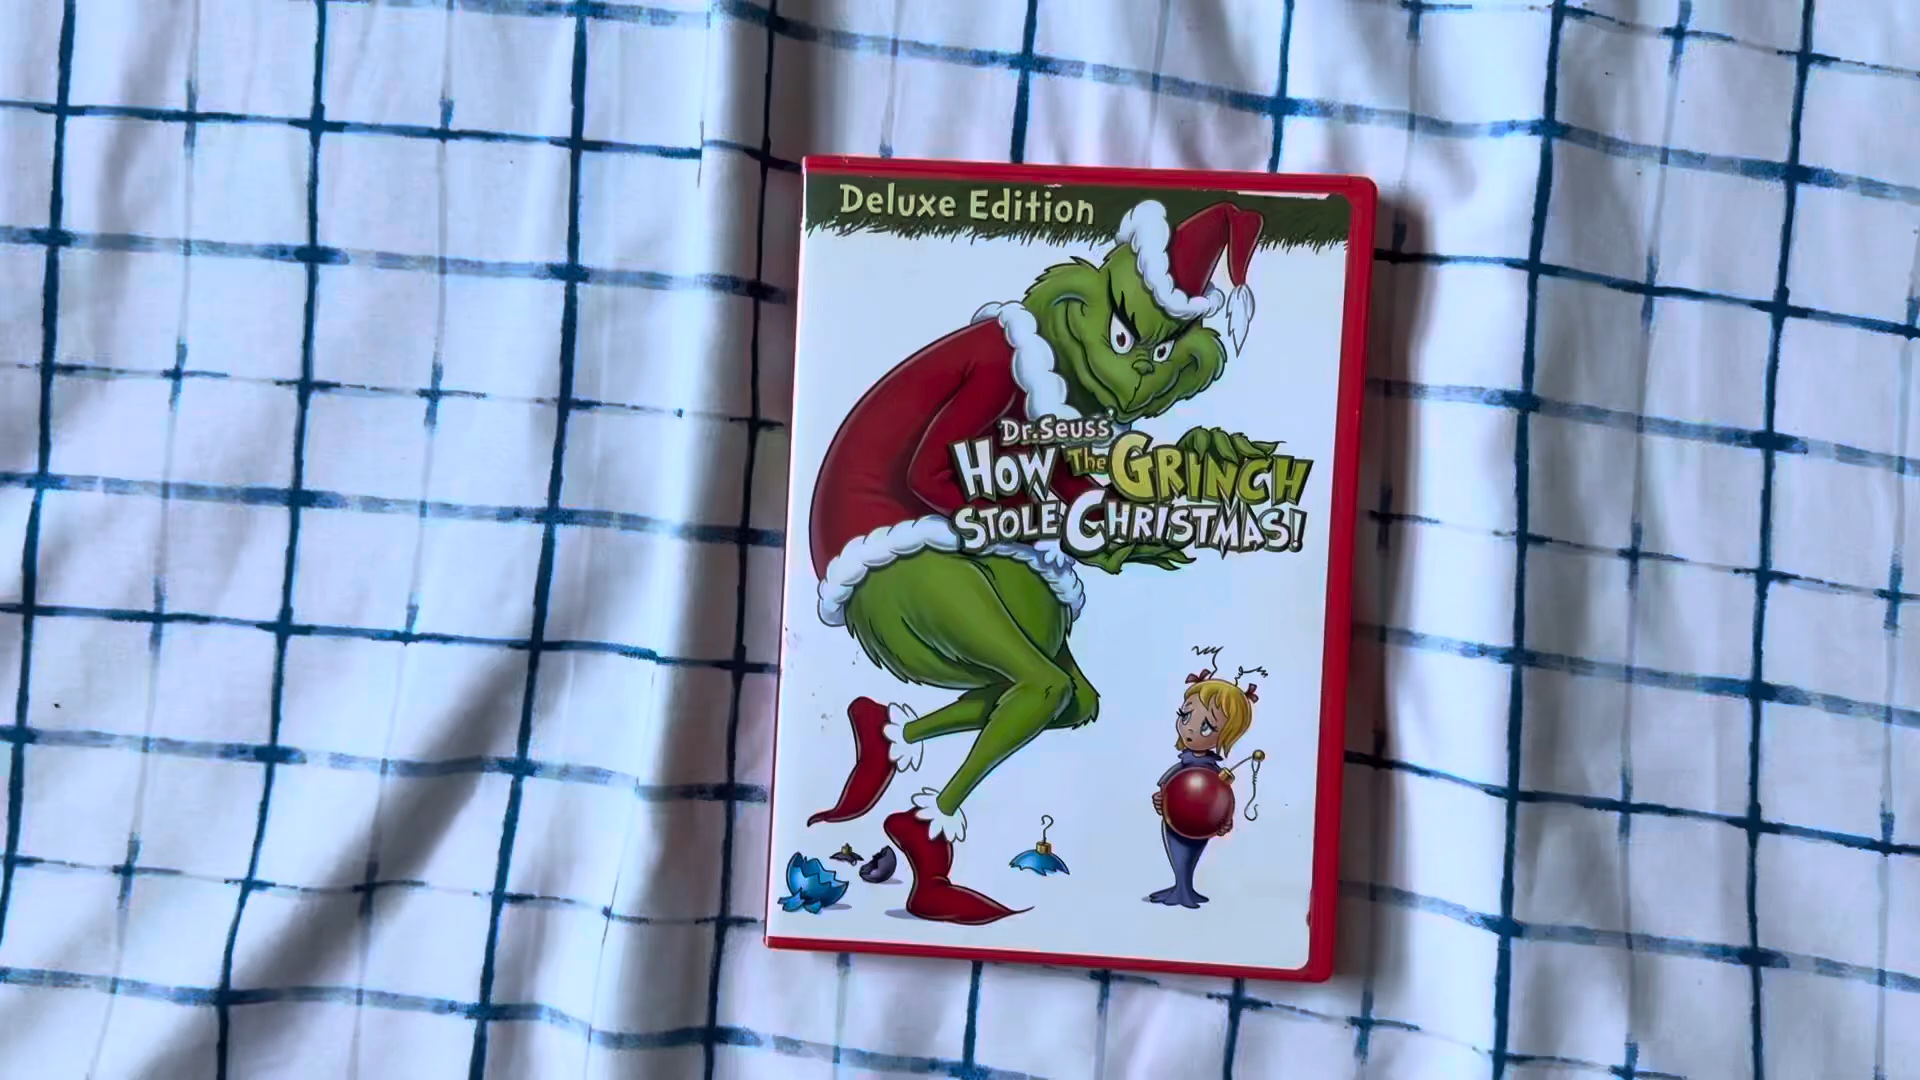 Deluxe Edition
Dr. Seuss'
HOW The GRINCH
STOLE CHRISTMAS!